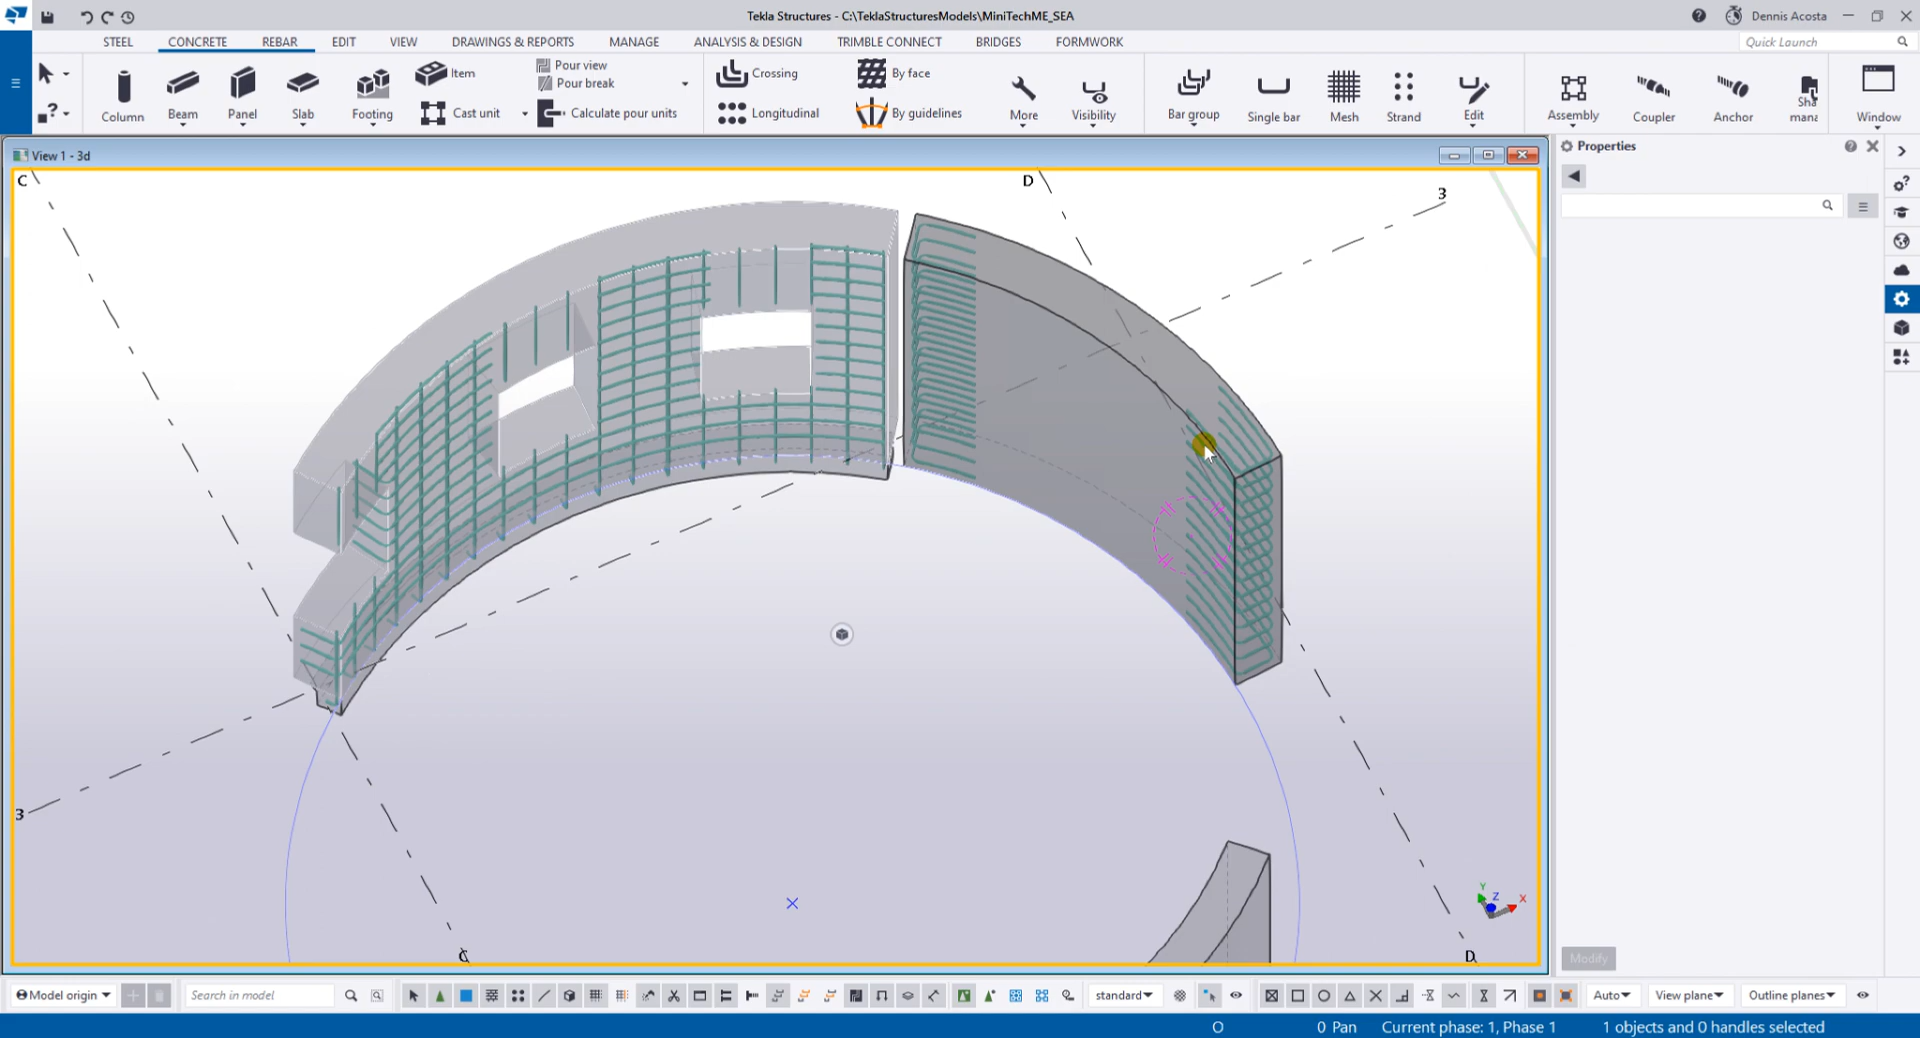 Tekla Structures - C:\TeklaStructuresModels\MiniTechME_SEA
Dennis Acosta
STEEL CONCRETE REBAR EDIT VIEW DRAWINGS & REPORTS MANAGE ANALYSIS & DESIGN TRIMBLE CONNECT BRIDGES FORMWORK
Quick Launch
Column
Beam
Panel
Slab
Footing
Item
Cast unit
Pour view
Pour break
Calculate pour units
Crossing
Longitudinal
By face
By guidelines
More
Visibility
Bar group
Single bar
Mesh
Strand
Edit
Assembly
Coupler
Anchor
Sha
mana
Window
View 1 - 3d
Properties
C
D
3
3
C
D
Y
Z
X
Modify
Model origin
Search in model
standard
Auto
View plane
Outline planes
O
0 Pan
Current phase: 1, Phase 1
1 objects and 0 handles selected